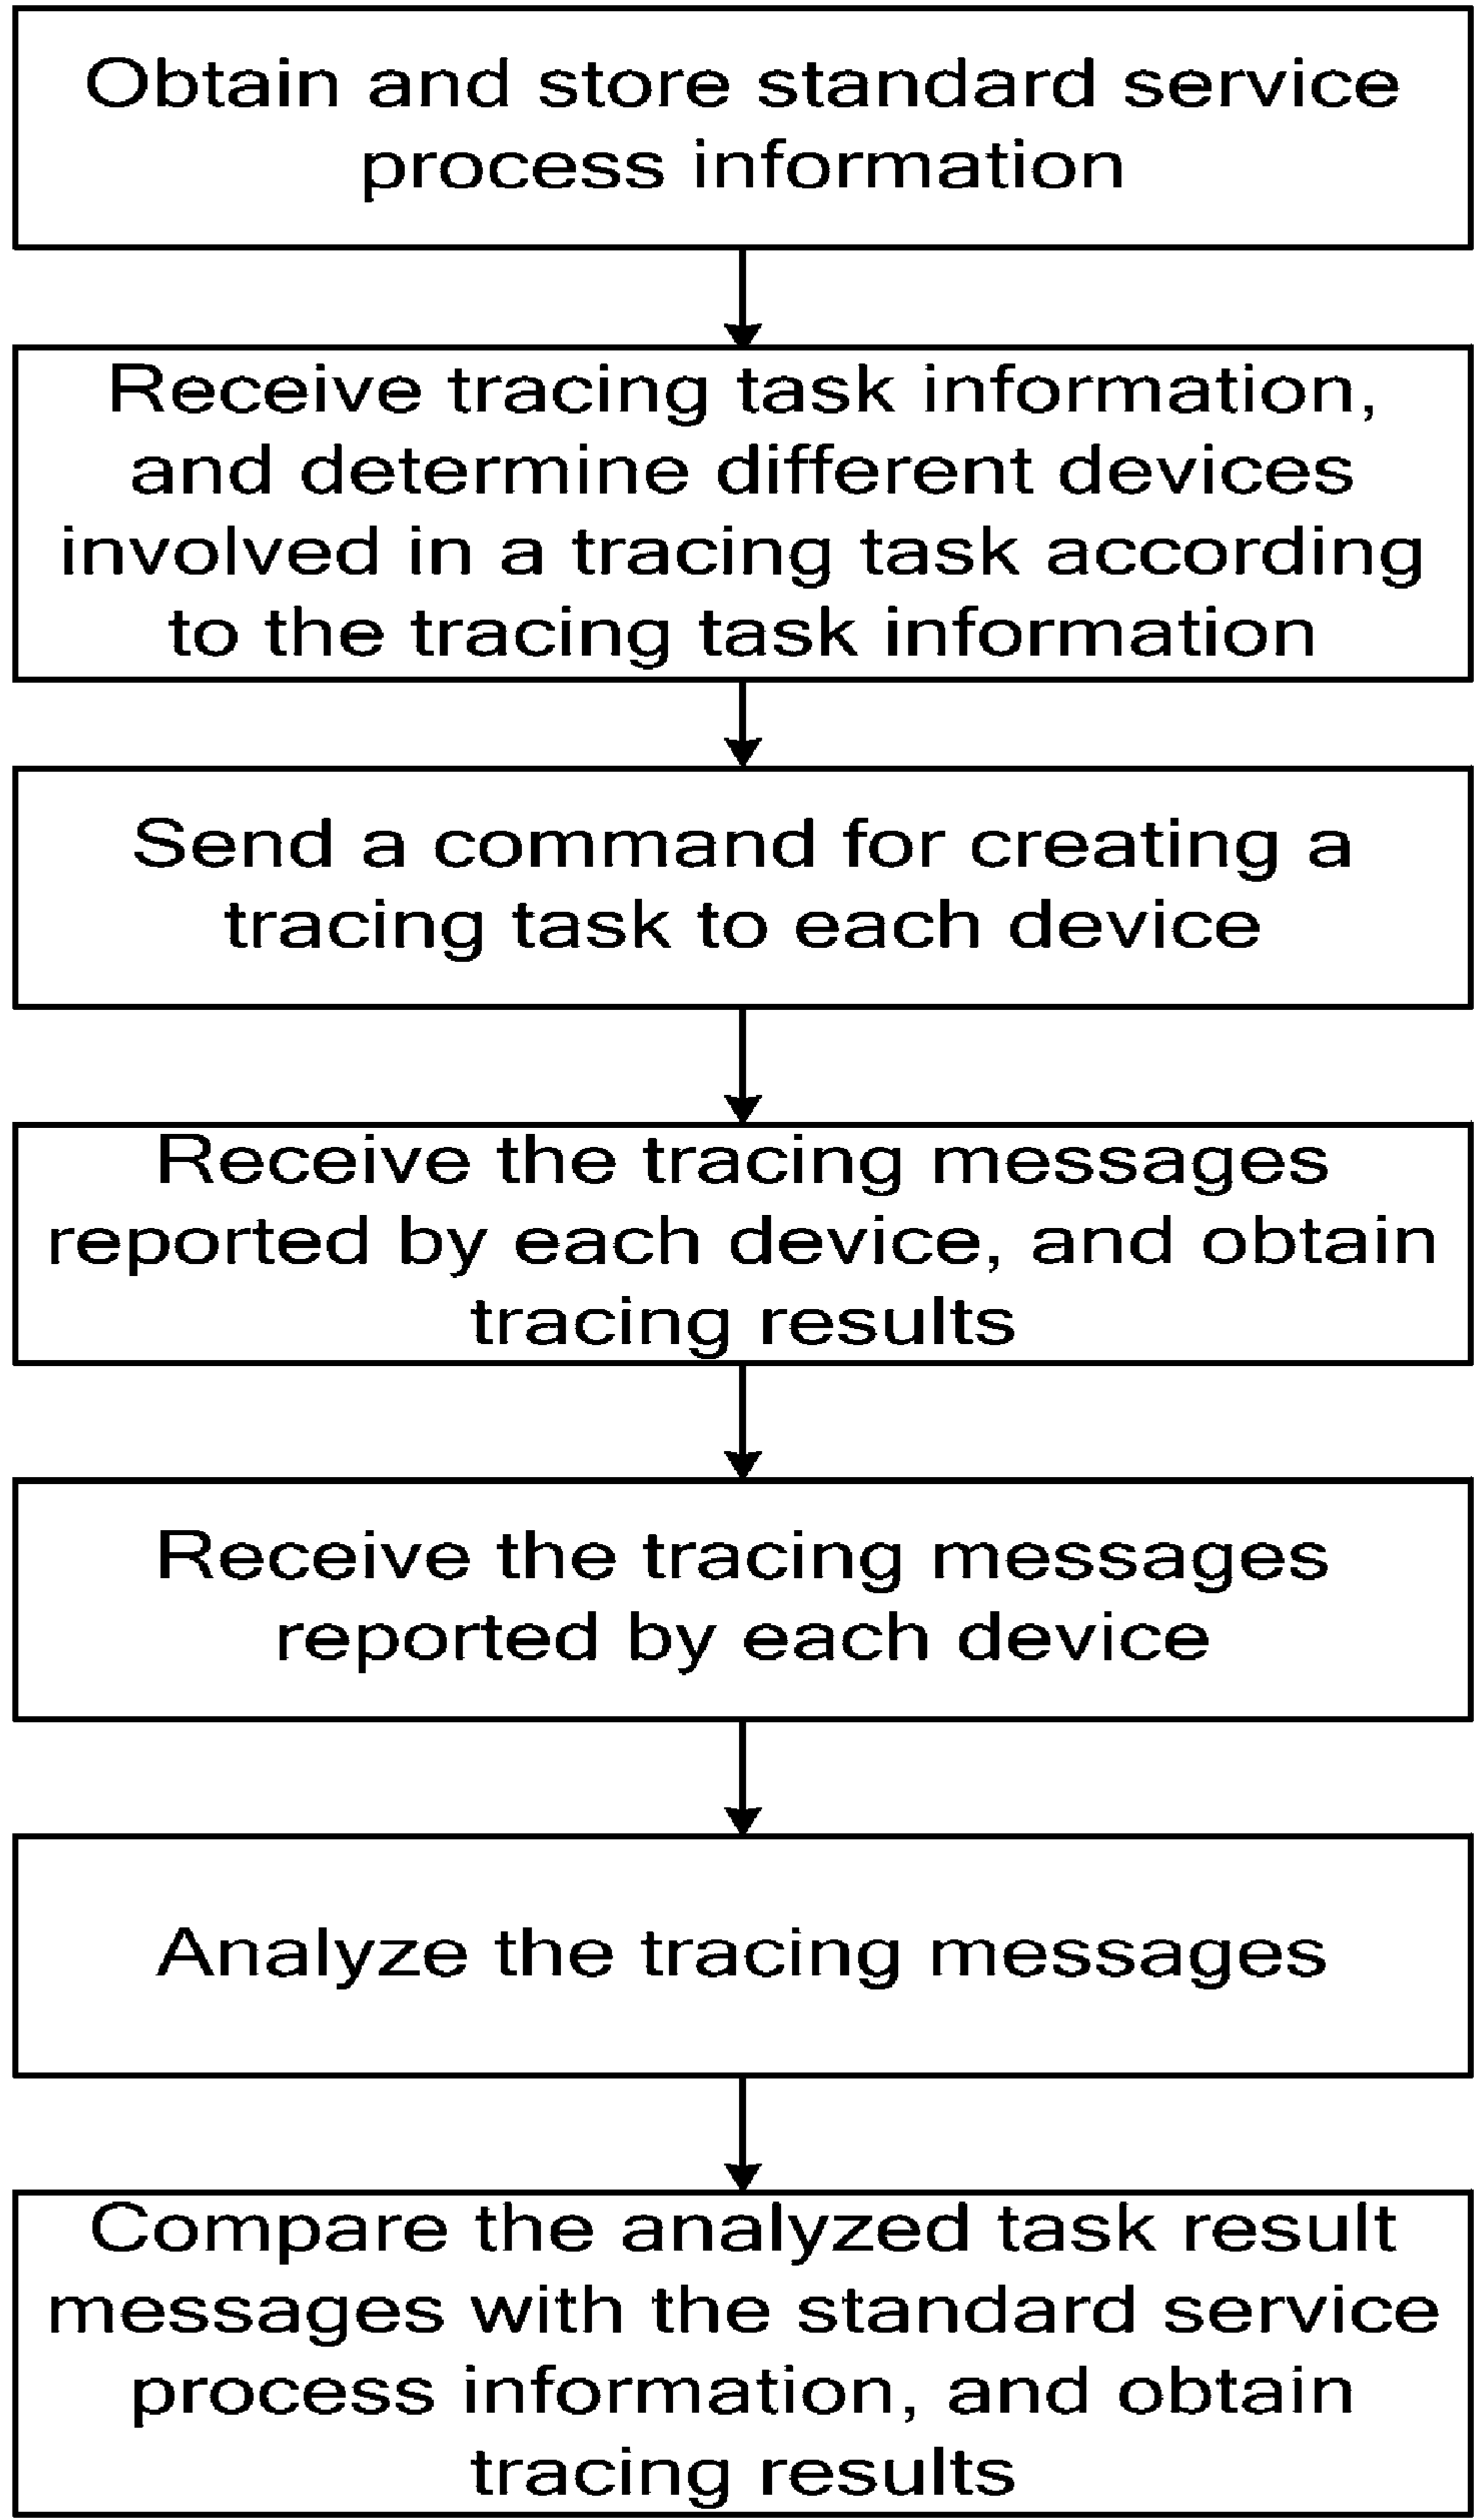 Obtain and store standard service
process information
Receive tracing task information,
and determine different devices
involved in a tracing task according
to the tracing task information
Send a command for creating a
tracing task to each device
Receive the tracing messages
reported by each device, and obtain
tracing results
Receive the tracing messages
reported by each device
Analyze the tracing messages
Compare the analyzed task result
messages with the standard service
process information, and obtain
tracing results